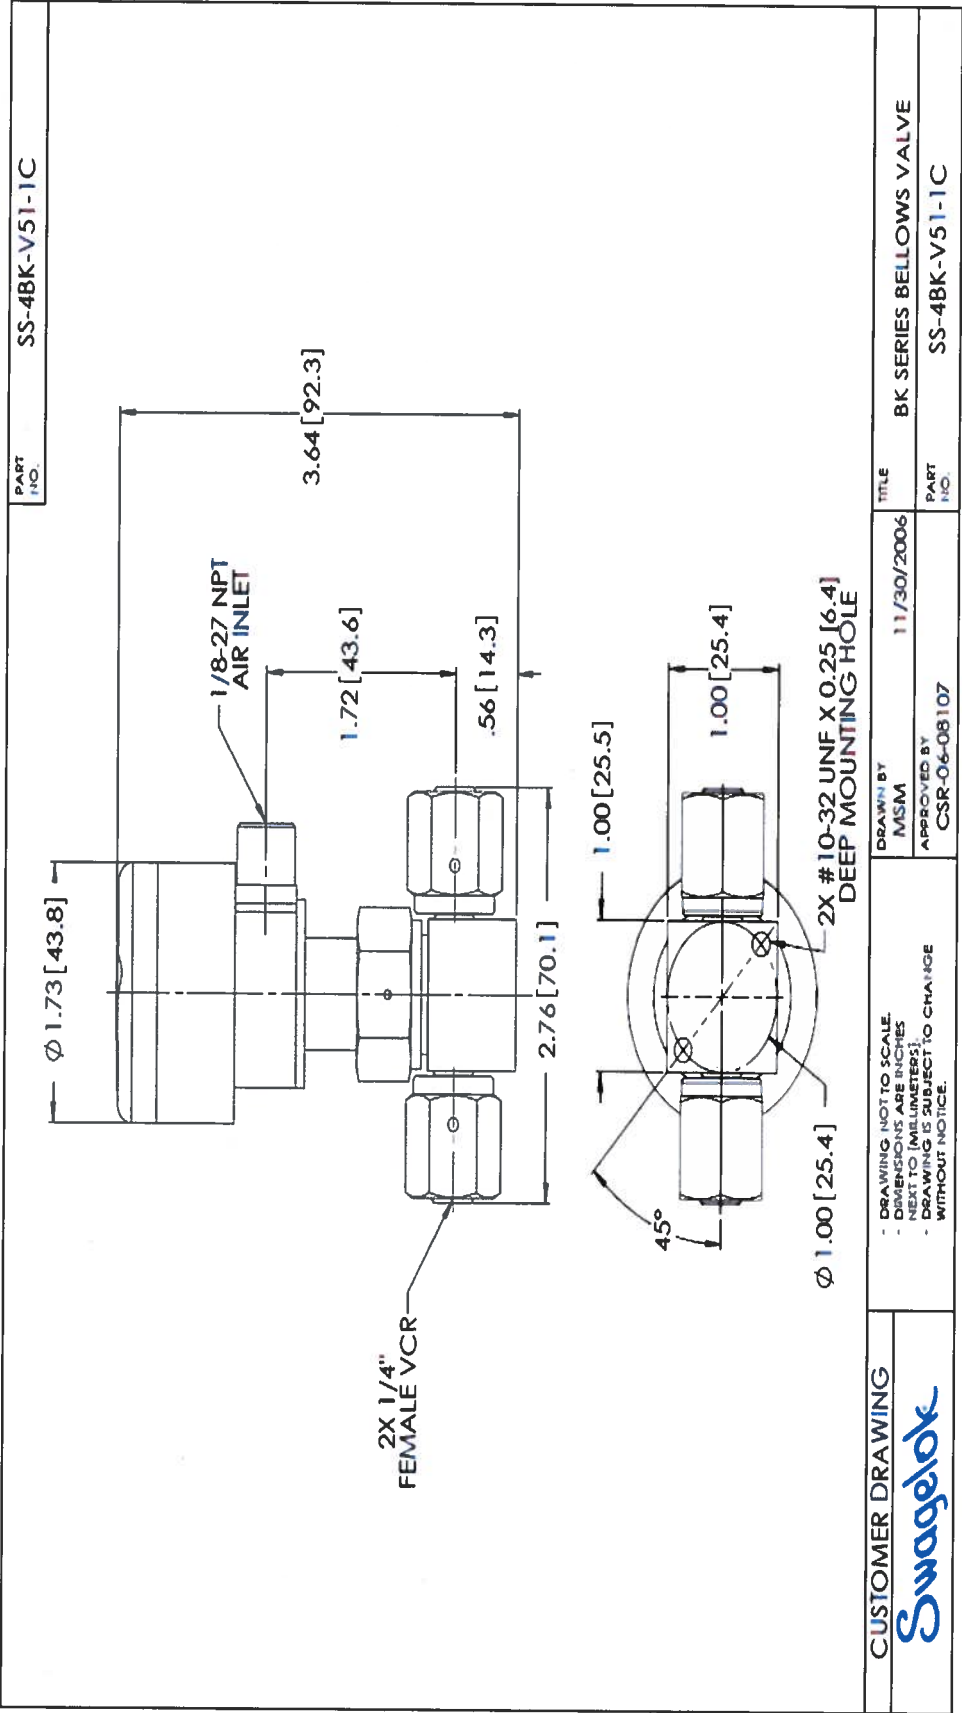 PART
NO.
SS-4BK-V51-1C
Ø1.73 [43.8]
1/8-27 NPT
AIR INLET
3.64 [92.3]
1.72 [43.6]
.56 [14.3]
2X 1/4"
FEMALE VCR
2.76 [70.1]
1.00 [25.5]
1.00 [25.4]
45°
Ø1.00 [25.4]
2X #10-32 UNF X 0.25 [6.4]
DEEP MOUNTING HOLE
CUSTOMER DRAWING
Swagelok
- DRAWING NOT TO SCALE.
- DIMENSIONS ARE INCHES
NEXT TO [MILLIMETERS].
- DRAWING IS SUBJECT TO CHANGE
WITHOUT NOTICE.
DRAWN BY
MSM
11/30/2006
APPROVED BY
CSR-06-08107
TITLE
BK SERIES BELLOWS VALVE
PART
NO.
SS-4BK-V51-1C